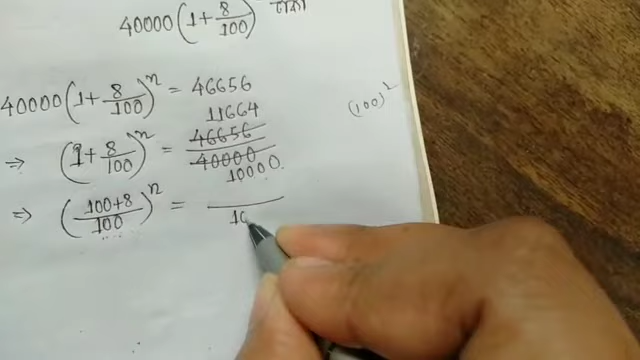 40000(1+8/100)
40000(1+8/100)^n = 46656
(100)^2
11664
⇒ (1+8/100)^n = 46656/40000
10000
⇒ (100+8/100)^n =
10